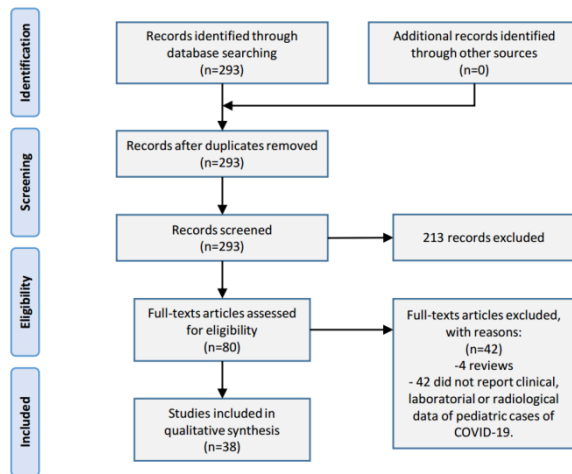 Identification
Records identified through
database searching
(n=293)
Additional records identified
through other sources
(n=0)
Screening
Records after duplicates removed
(n=293)
Records screened
(n=293)
213 records excluded
Eligibility
Full-texts articles assessed
for eligibility
(n=80)
Full-texts articles excluded,
with reasons:
(n=42)
-4 reviews
- 42 did not report clinical,
laboratorial or radiological
data of pediatric cases of
COVID-19.
Included
Studies included in
qualitative synthesis
(n=38)